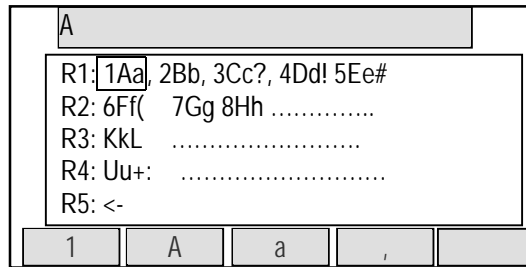 A
R1: 1Aa, 2Bb, 3Cc?, 4Dd! 5Ee#
R2: 6Ff( 7Gg 8Hh …………..
R3: KkL …………………….
R4: Uu+: ………………………
R5: <-
1 A a ,